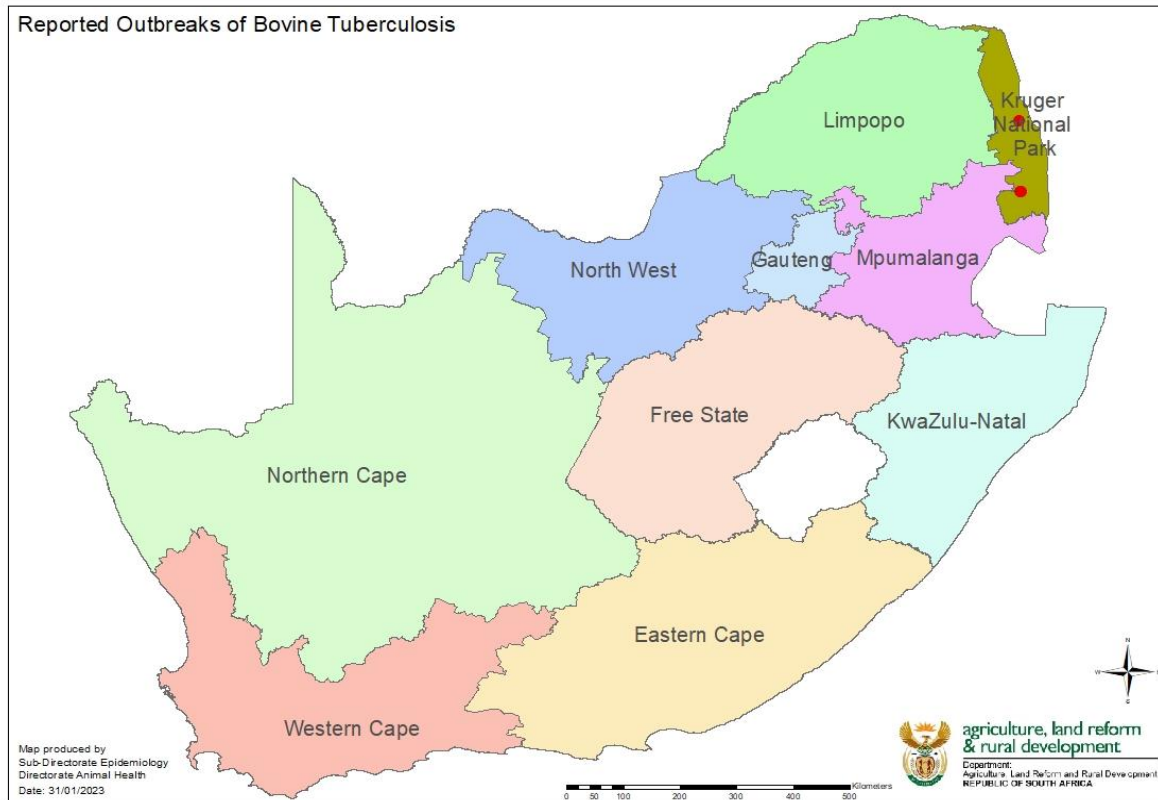 Reported Outbreaks of Bovine Tuberculosis
Kruger
National
Park
Limpopo
North West
Gauteng
Mpumalanga
Free State
KwaZulu-Natal
Northern Cape
Eastern Cape
Western Cape
N
W
S
Map produced by
Sub-Directorate Epidemiology
Directorate Animal Health
Date: 31/01/2023
Kilometers
0 50 100 200 300 400 500
agriculture, land reform
& rural development
Department:
Agriculture, Land Reform and Rural Development
REPUBLIC OF SOUTH AFRICA